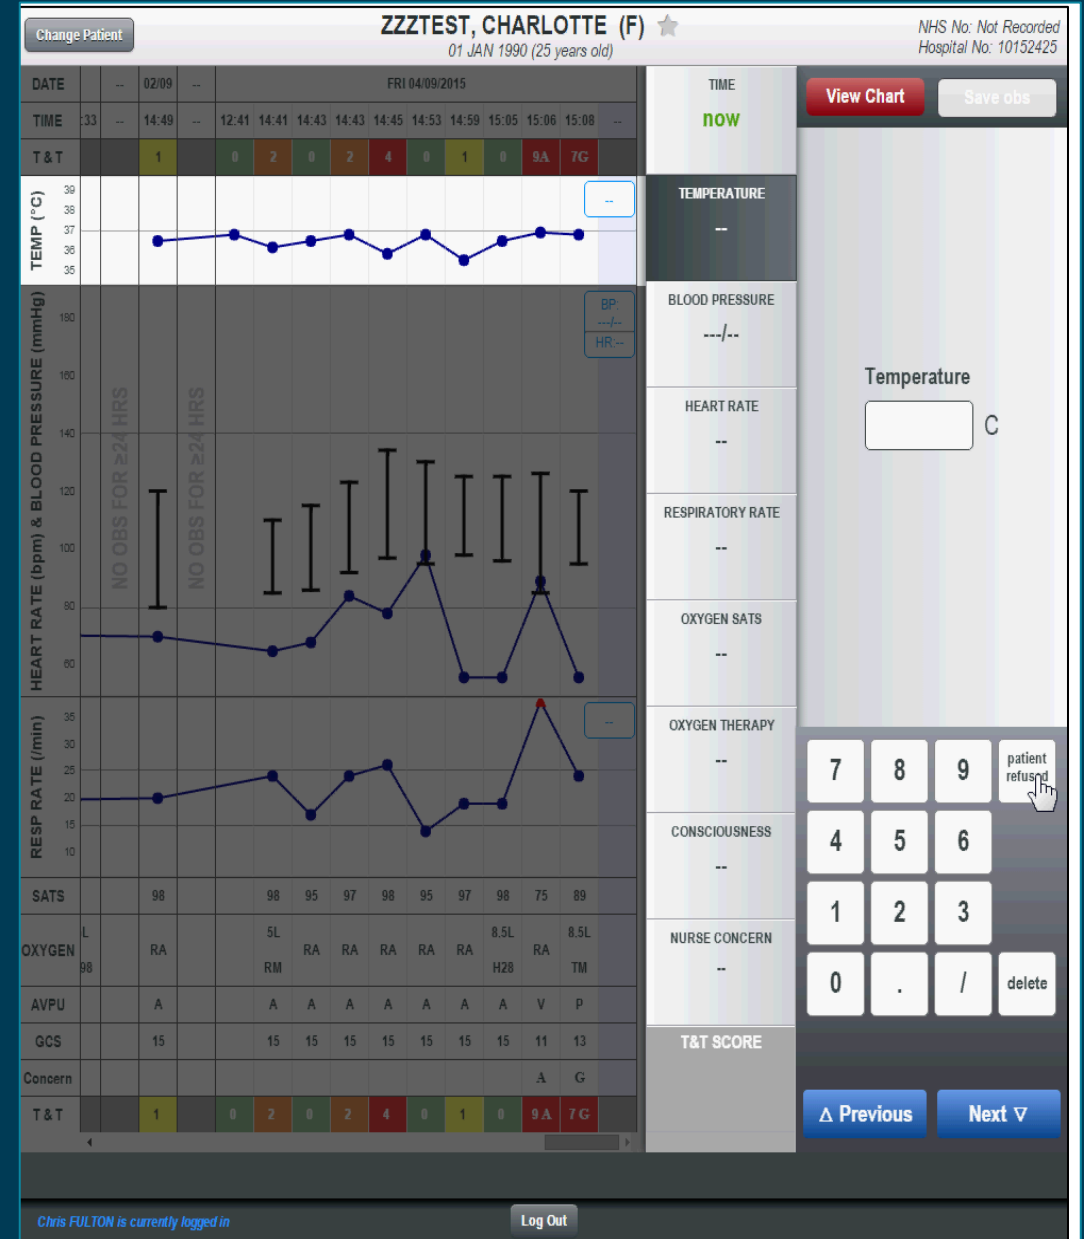 Change Patient
ZZZTEST, CHARLOTTE (F)
01 JAN 1990 (25 years old)
NHS No: Not Recorded
Hospital No: 10152425
DATE -- 02/09 -- FRI 04/09/2015
TIME :33 -- 14:49 -- 12:41 14:41 14:43 14:43 14:45 14:53 14:59 15:05 15:06 15:08 --
T & T 1 0 2 0 2 4 0 1 0 9A 7G
TEMP (°C)
39
38
37
36
35
--
HEART RATE (bpm) & BLOOD PRESSURE (mmHg)
180
160
140
120
100
80
60
NO OBS FOR ≥24 HRS
NO OBS FOR ≥24 HRS
BP:
---/--
HR:--
RESP RATE (/min)
35
30
25
20
15
10
--
SATS 98 98 95 97 98 95 97 98 75 89
L 5L 8.5L 8.5L
OXYGEN RA RA RA RA RA RA RA
98 RM H28 TM
AVPU A A A A A A A A V P
GCS 15 15 15 15 15 15 15 15 11 13
Concern A G
T & T 1 0 2 0 2 4 0 1 0 9 A 7 G
TIME
now
TEMPERATURE
--
BLOOD PRESSURE
---/--
HEART RATE
--
RESPIRATORY RATE
--
OXYGEN SATS
--
OXYGEN THERAPY
--
CONSCIOUSNESS
--
NURSE CONCERN
--
T&T SCORE
View Chart
Save obs
Temperature
C
7 8 9 patient refused
4 5 6
1 2 3
0 . / delete
Δ Previous
Next ∇
Chris FULTON is currently logged in
Log Out